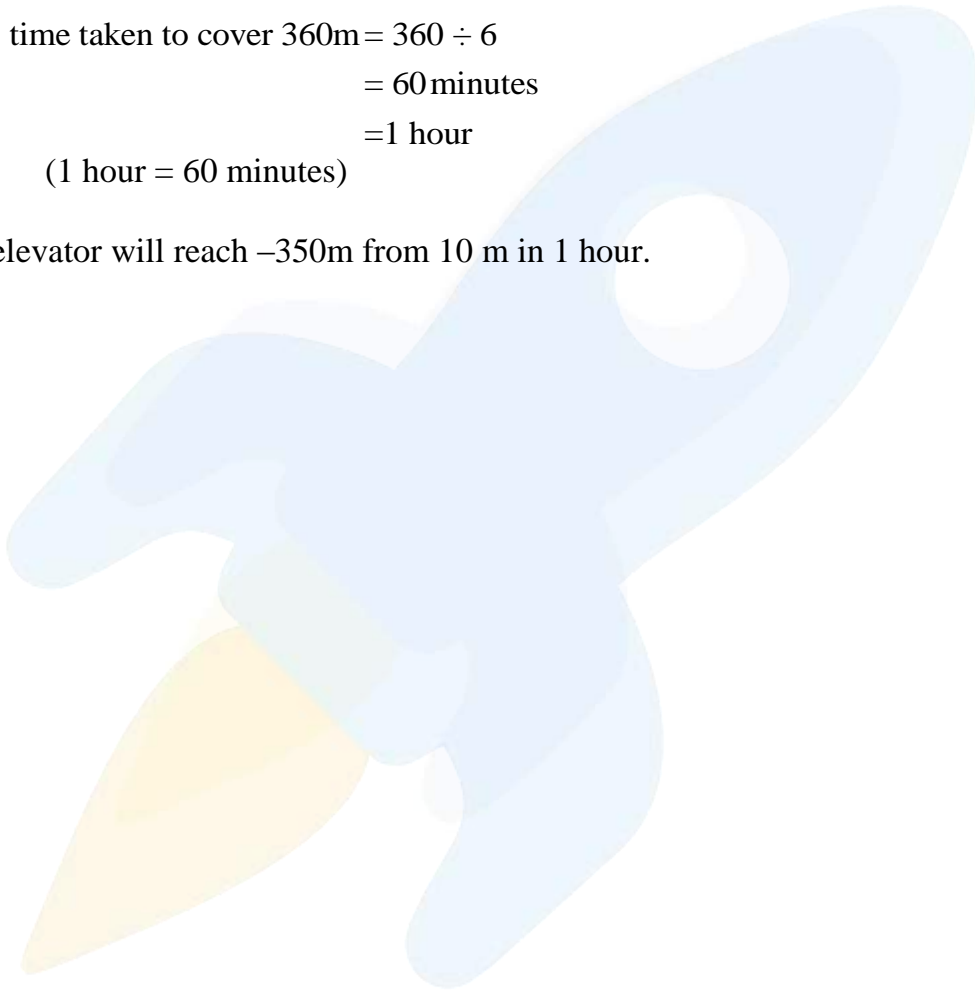 time taken to cover 360m = 360 ÷ 6
= 60 minutes
=1 hour
(1 hour = 60 minutes)
elevator will reach –350m from 10 m in 1 hour.